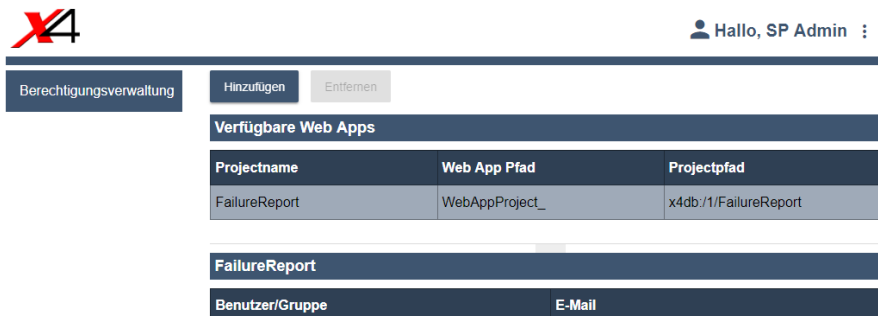 X4
Hallo, SP Admin
Berechtigungsverwaltung
Hinzufügen Entfernen
Verfügbare Web Apps
Projectname Web App Pfad Projectpfad
FailureReport WebAppProject_ x4db:/1/FailureReport
FailureReport
Benutzer/Gruppe E-Mail